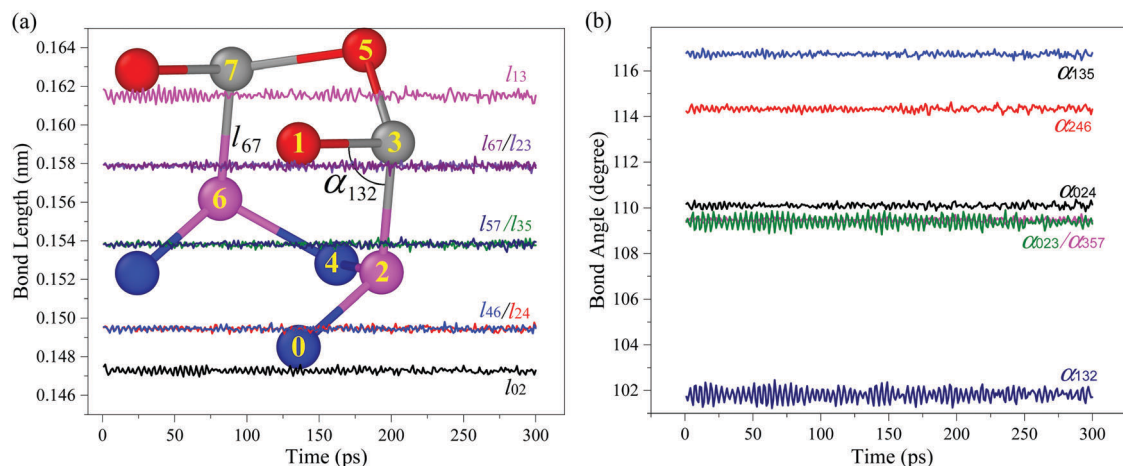 (a)
0.164
0.162
0.160
0.158
0.156
0.154
0.152
0.150
0.148
0.146
Bond Length (nm)
0
50
100
150
200
250
300
Time (ps)
7
5
1
3
6
4
2
0
l67
α132
l13
l67/l23
l57/l35
l46/l24
l02
(b)
116
114
112
110
108
106
104
102
Bond Angle (degree)
0
50
100
150
200
250
300
Time (ps)
α135
α246
α024
α023/α357
α132